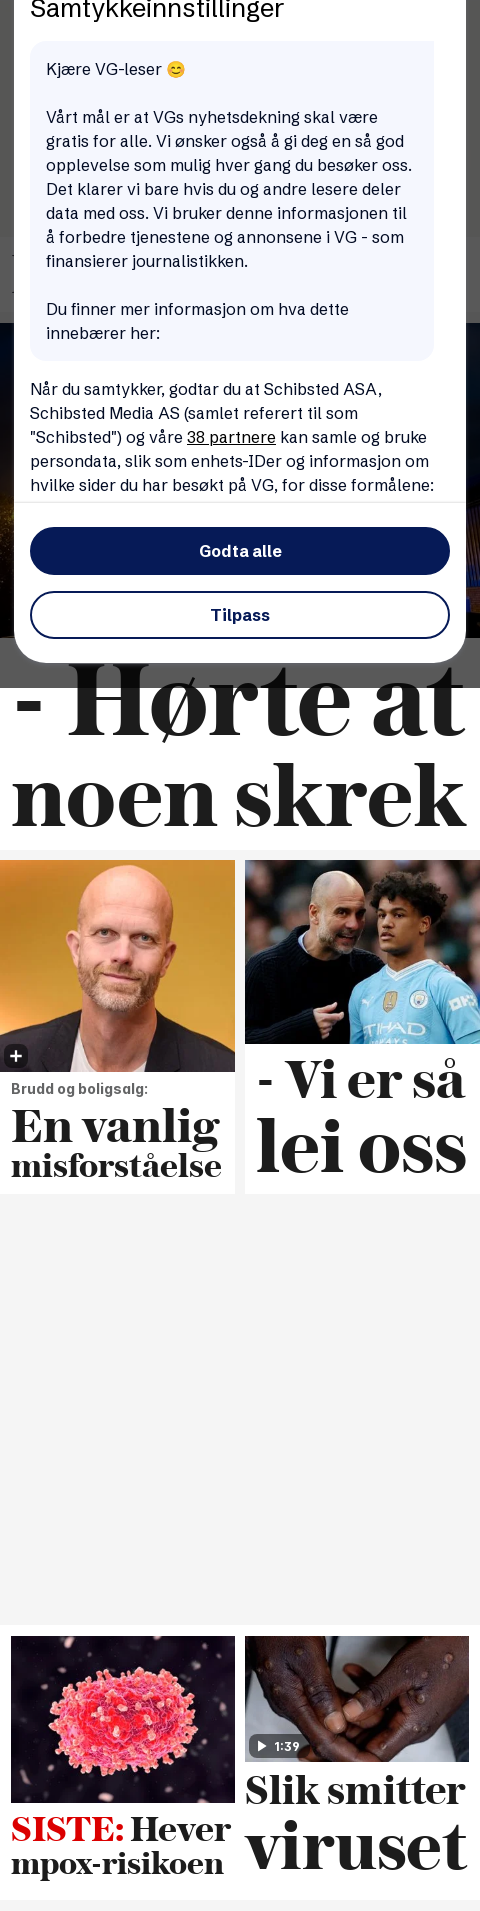 Samtykkeinnstillinger
Kjære VG-leser 😊
Vårt mål er at VGs nyhetsdekning skal være
gratis for alle. Vi ønsker også å gi deg en så god
opplevelse som mulig hver gang du besøker oss.
Det klarer vi bare hvis du og andre lesere deler
data med oss. Vi bruker denne informasjonen til
å forbedre tjenestene og annonsene i VG - som
finansierer journalistikken.
Du finner mer informasjon om hva dette
innebærer her:
Når du samtykker, godtar du at Schibsted ASA,
Schibsted Media AS (samlet referert til som
"Schibsted") og våre 38 partnere kan samle og bruke
persondata, slik som enhets-IDer og informasjon om
hvilke sider du har besøkt på VG, for disse formålene:
Godta alle
Tilpass
- Hørte at
noen skrek
Brudd og boligsalg:
En vanlig
misforståelse
ETIHAD
- Vi er så
lei oss
1:39
SISTE: Hever
mpox-risikoen
Slik smitter
viruset